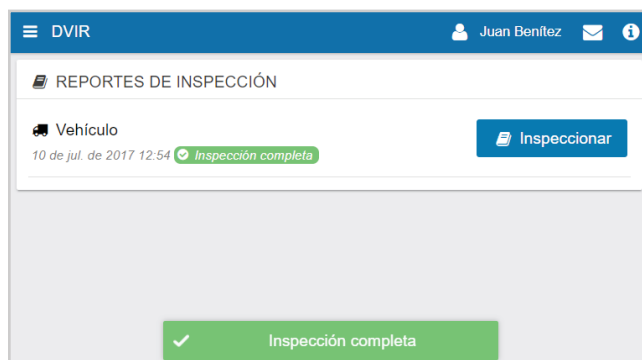 DVIR Juan Benítez
REPORTES DE INSPECCIÓN
Vehículo
10 de jul. de 2017 12:54 Inspección completa
Inspeccionar
Inspección completa